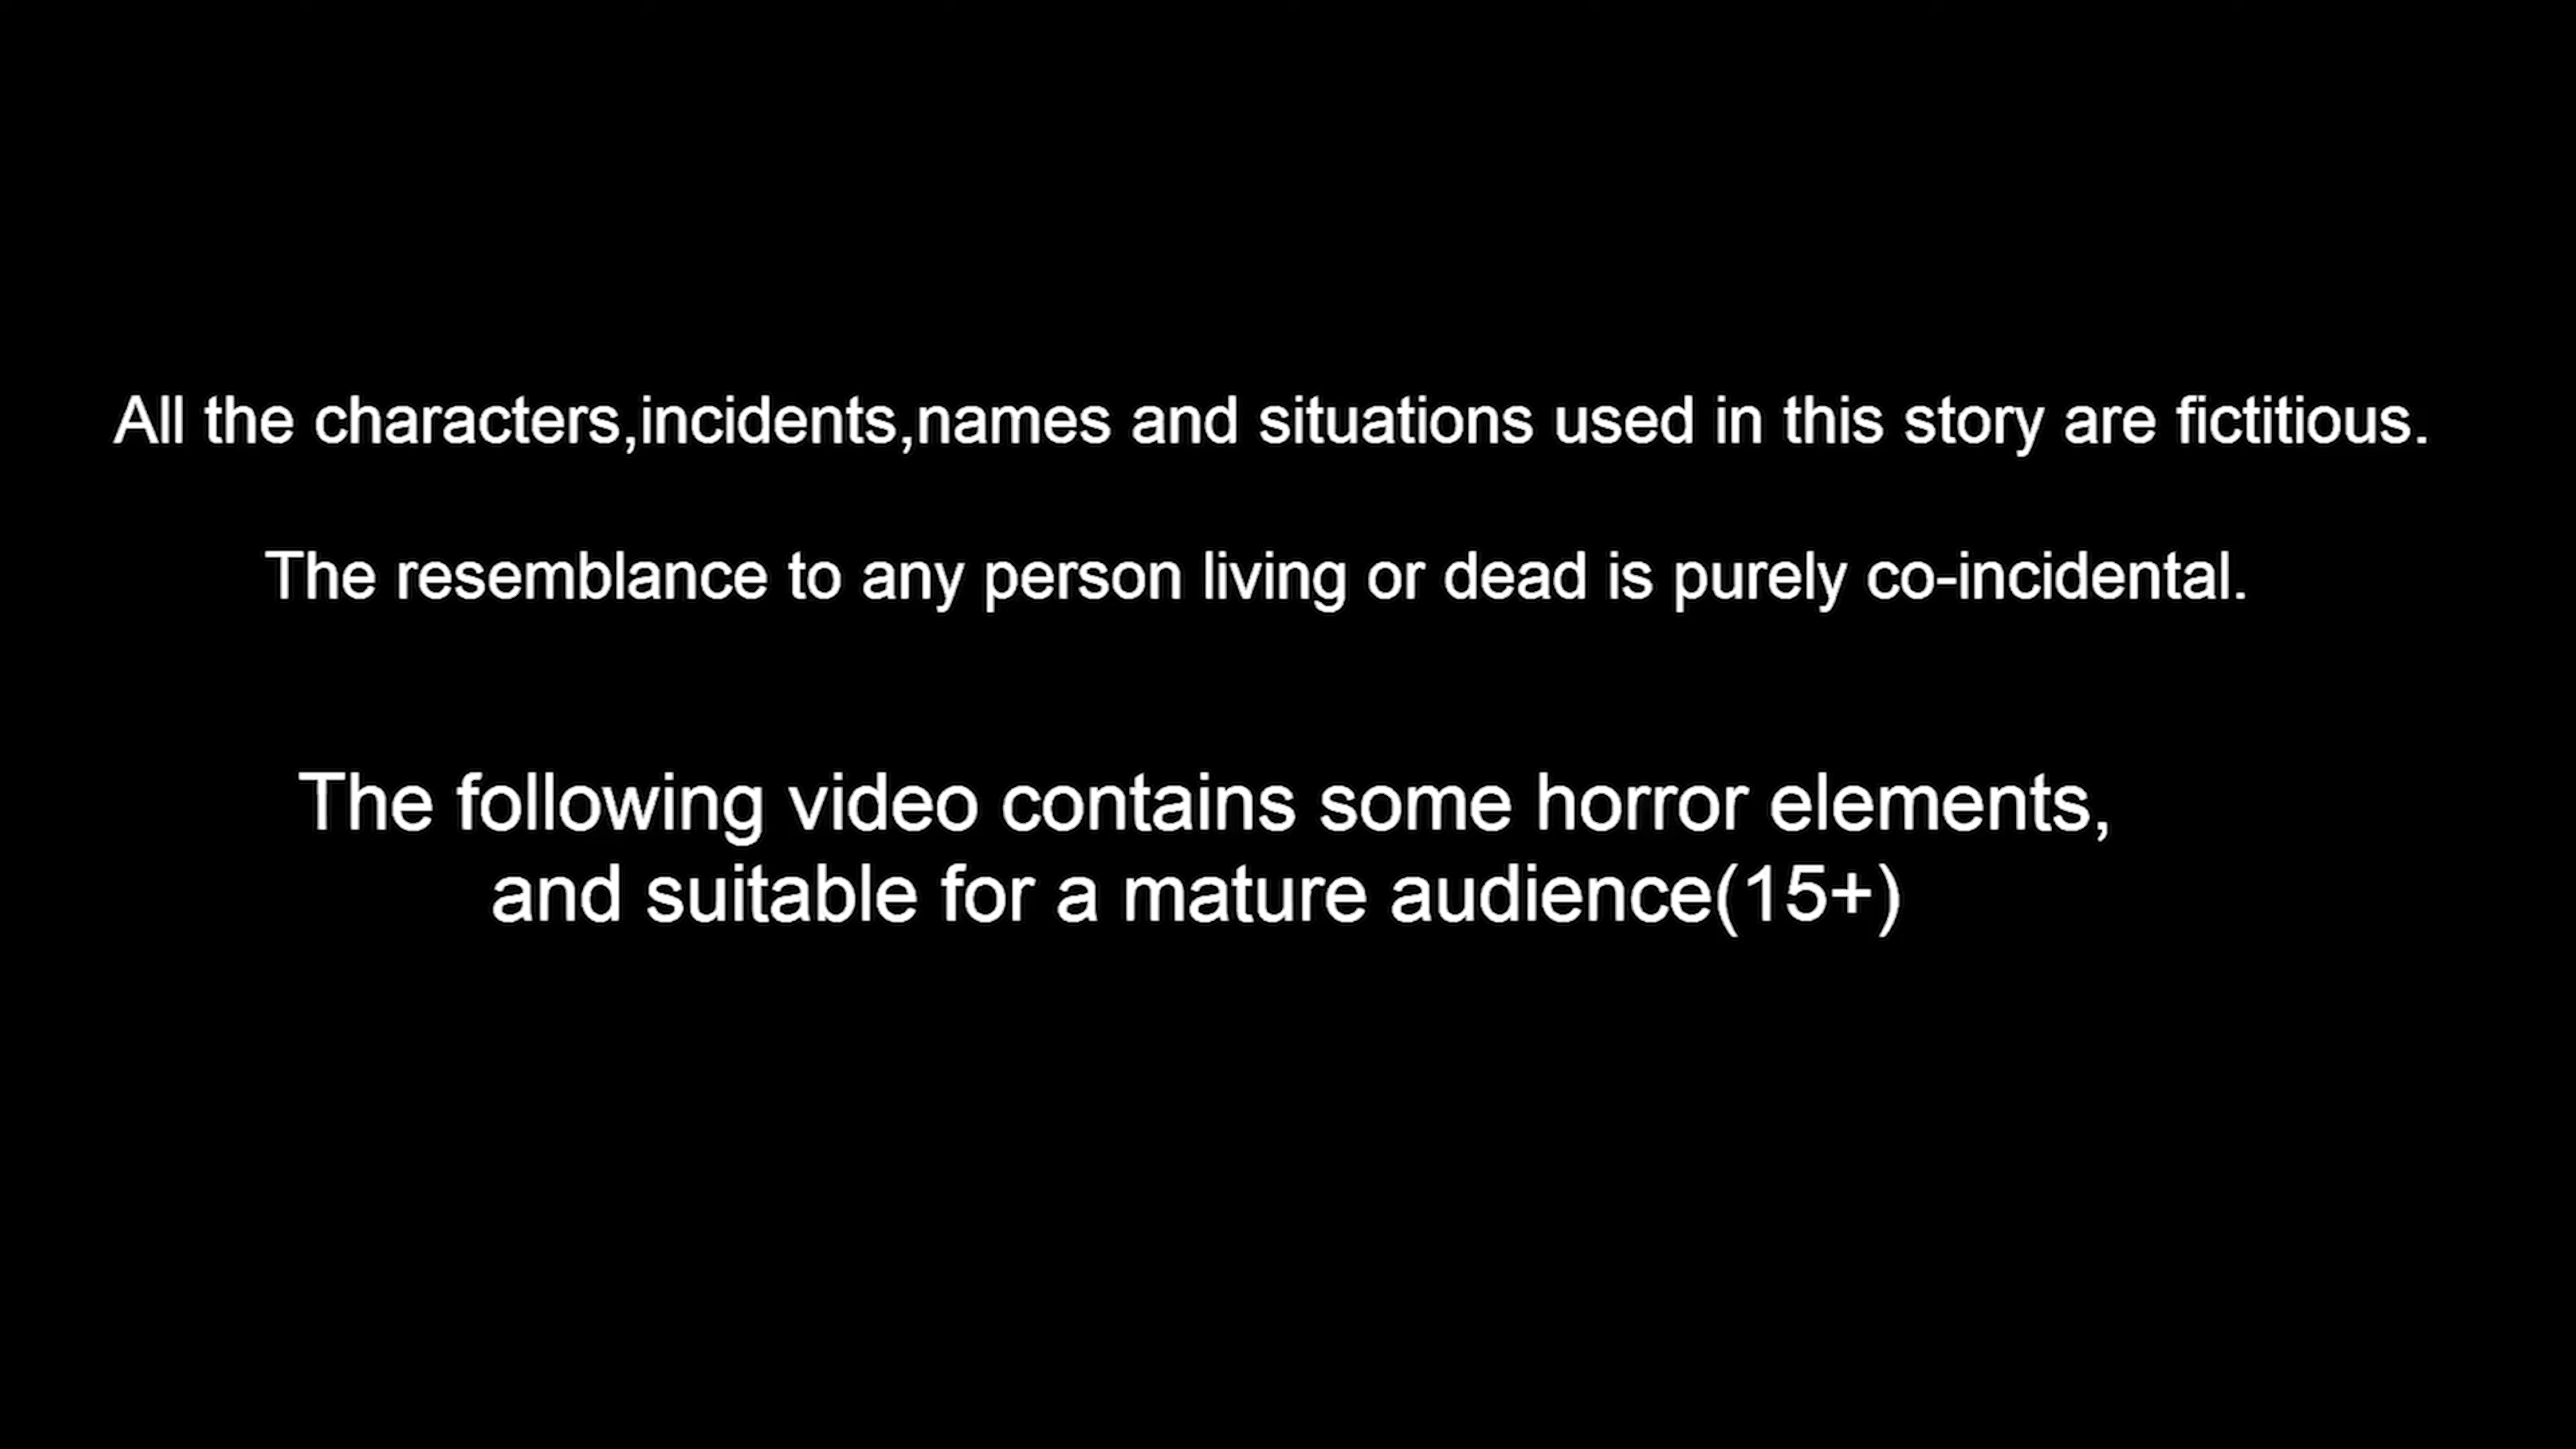 All the characters,incidents,names and situations used in this story are fictitious.
The resemblance to any person living or dead is purely co-incidental.
The following video contains some horror elements,
and suitable for a mature audience(15+)